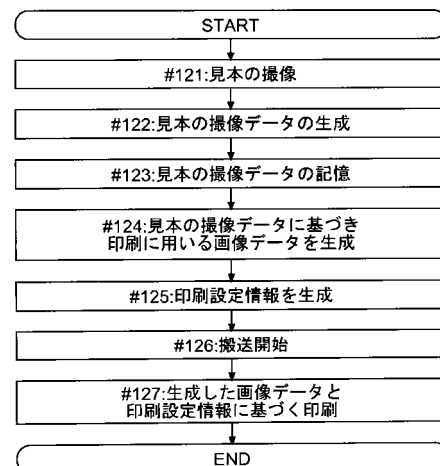 START
#121:見本の撮像
#122:見本の撮像データの生成
#123:見本の撮像データの記憶
#124:見本の撮像データに基づき
印刷に用いる画像データを生成
#125:印刷設定情報を生成
#126:搬送開始
#127:生成した画像データと
印刷設定情報に基づく印刷
END